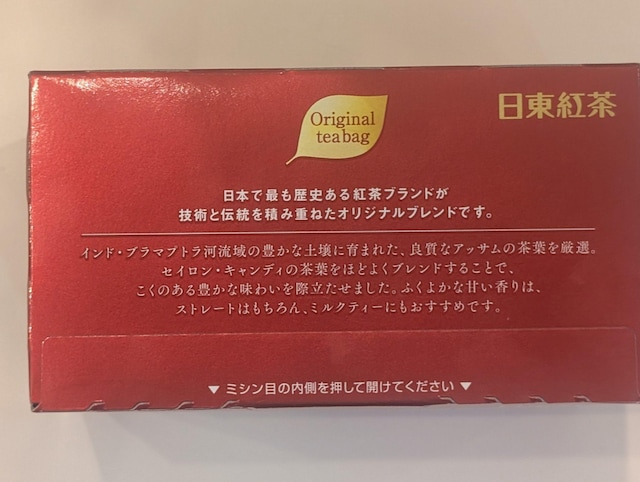 Original
teabag
日東紅茶
日本で最も歴史ある紅茶ブランドが
技術と伝統を積み重ねたオリジナルブレンドです。
インド・ブラマプトラ河流域の豊かな土壌に育まれた、良質なアッサムの茶葉を厳選。
セイロン・キャンディの茶葉をほどよくブレンドすることで、
こくのある豊かな味わいを際立たせました。ふくよかな甘い香りは、
ストレートはもちろん、ミルクティーにもおすすめです。
▼ ミシン目の内側を押して開けてください ▼